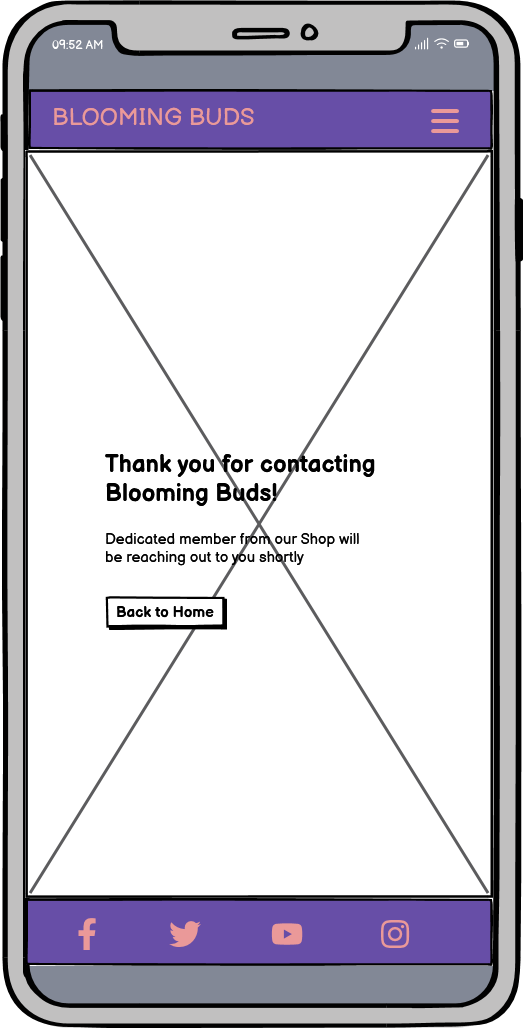 09:52 AM
BLOOMING BUDS
Thank you for contacting
Blooming Buds!
Dedicated member from our Shop will
be reaching out to you shortly
Back to Home